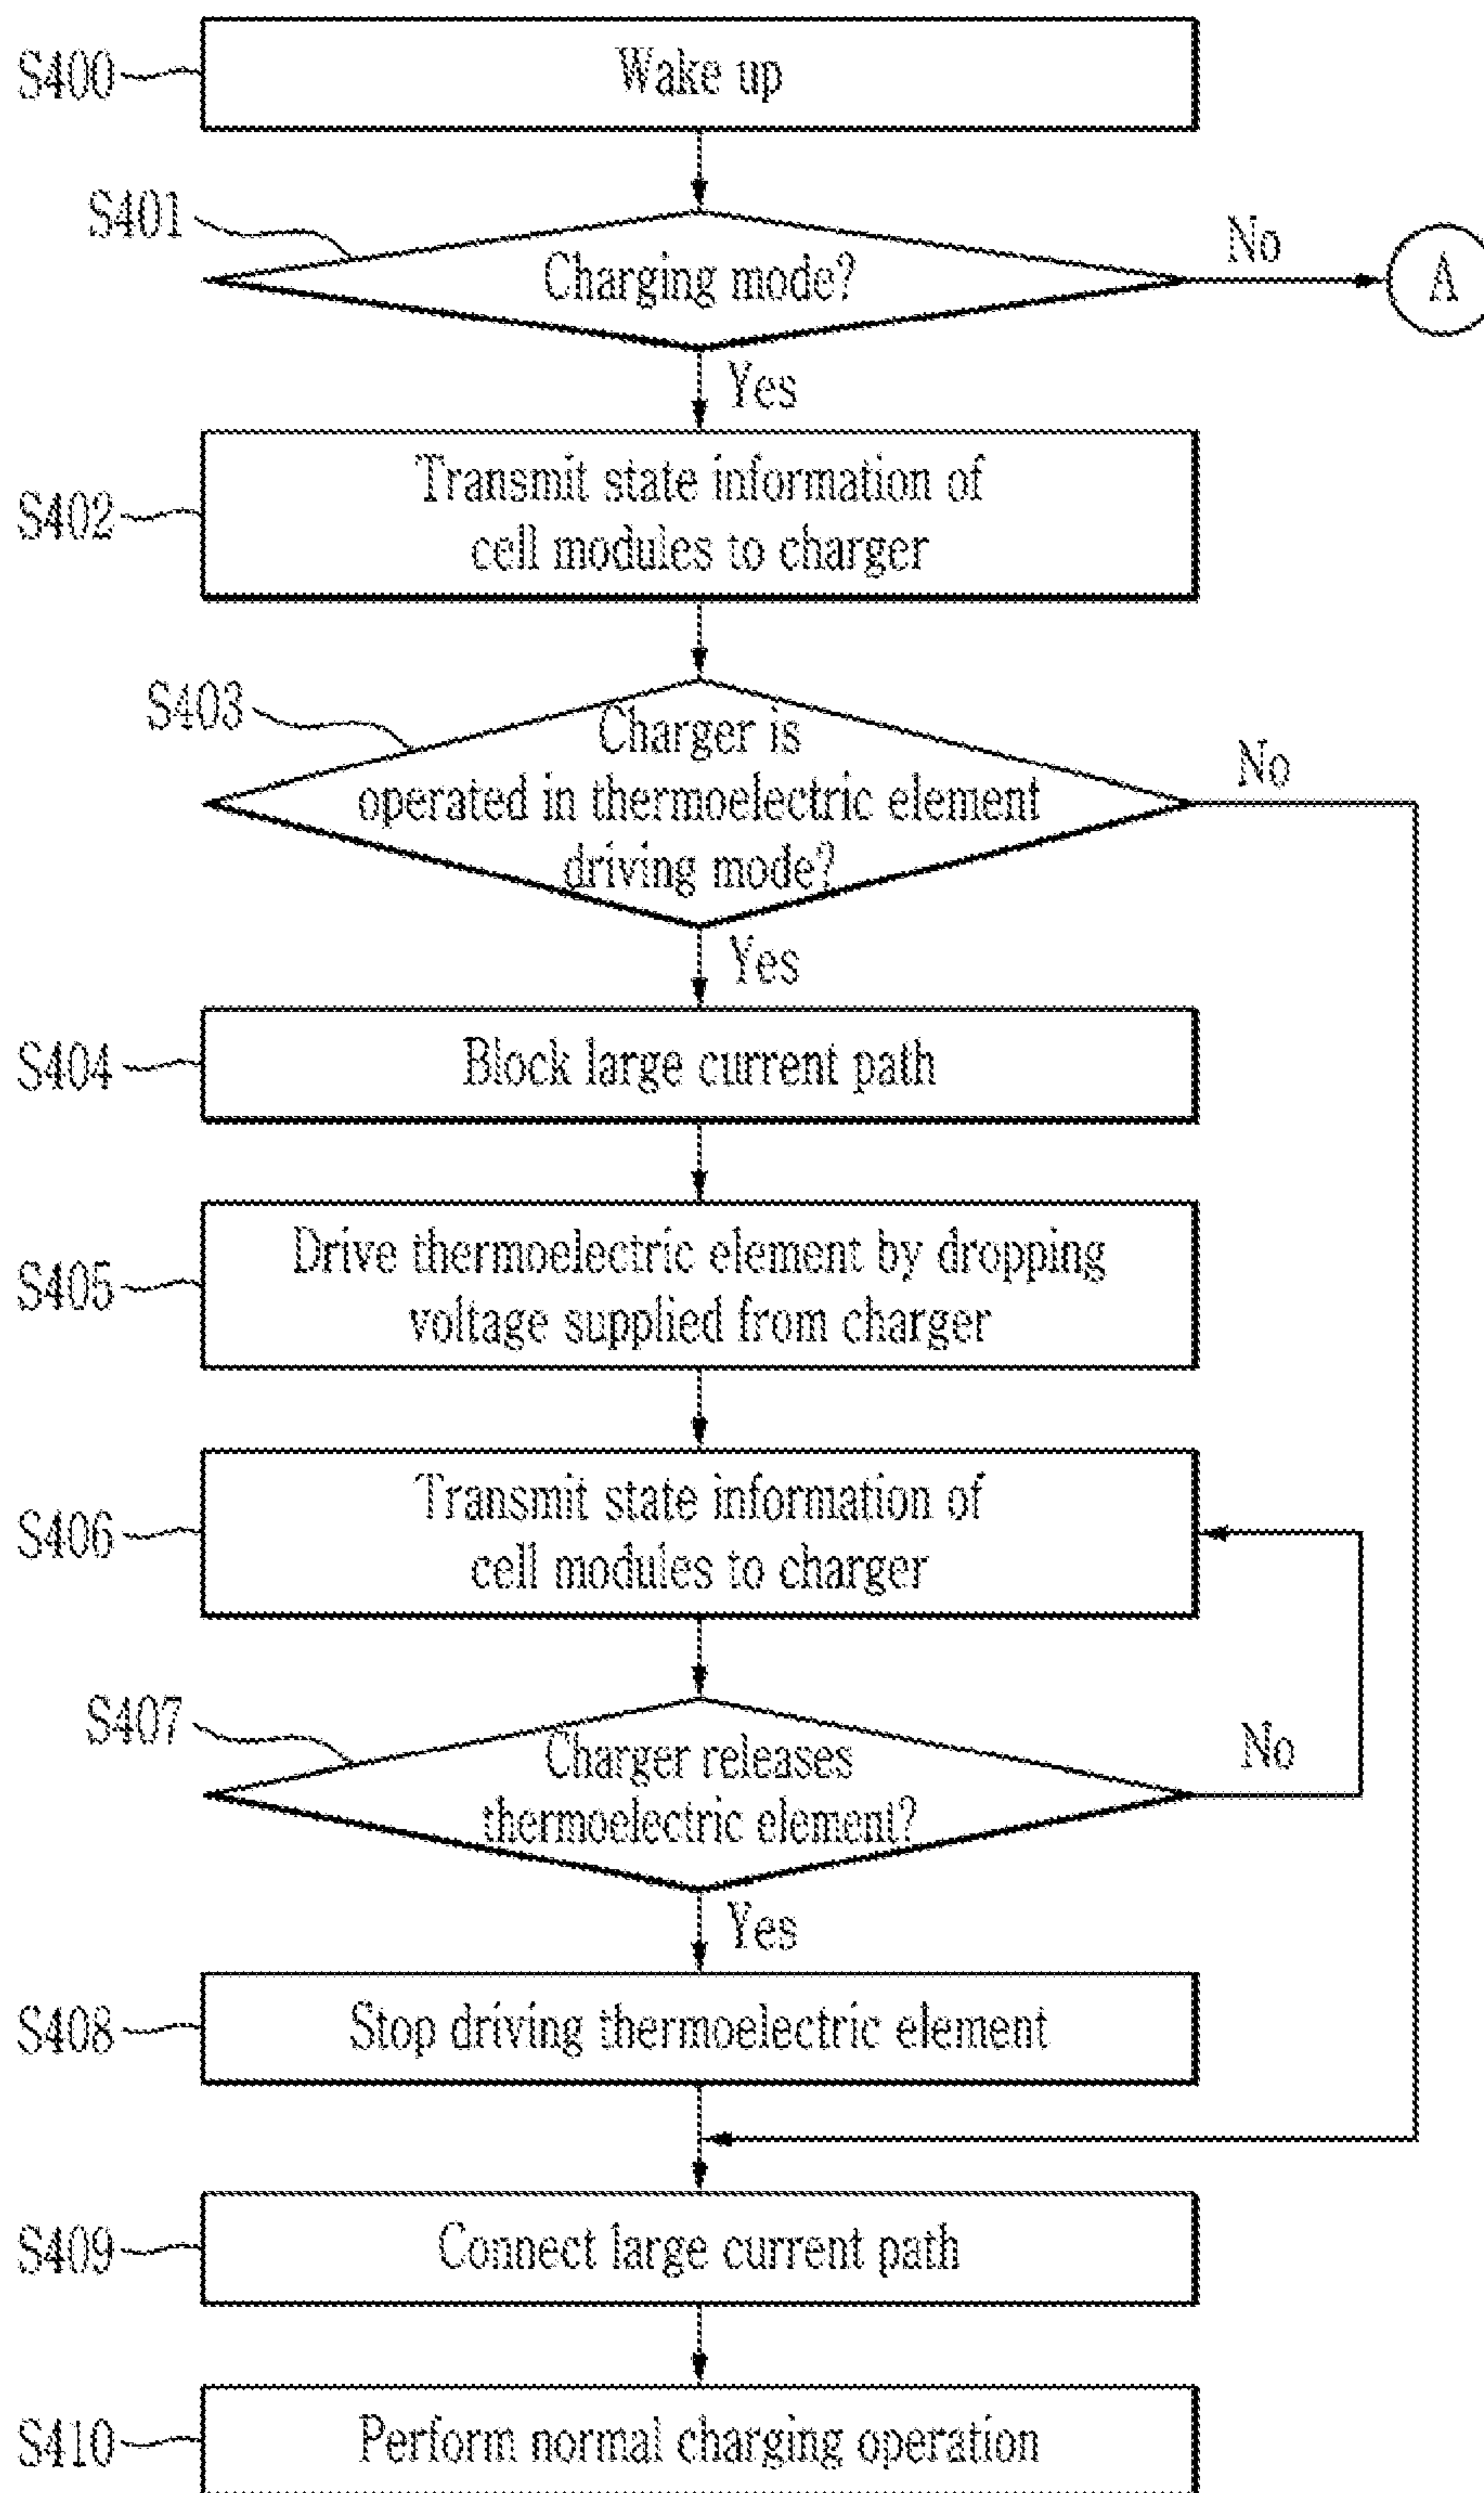 S400
Wake up
S401
Charging mode?
No
A
Yes
S402
Transmit state information of
cell modules to charger
S403
Charger is
operated in thermoelectric element
driving mode?
No
Yes
S404
Block large current path
S405
Drive thermoelectric element by dropping
voltage supplied from charger
S406
Transmit state information of
cell modules to charger
S407
Charger releases
thermoelectric element?
No
Yes
S408
Stop driving thermoelectric element
S409
Connect large current path
S410
Perform normal charging operation